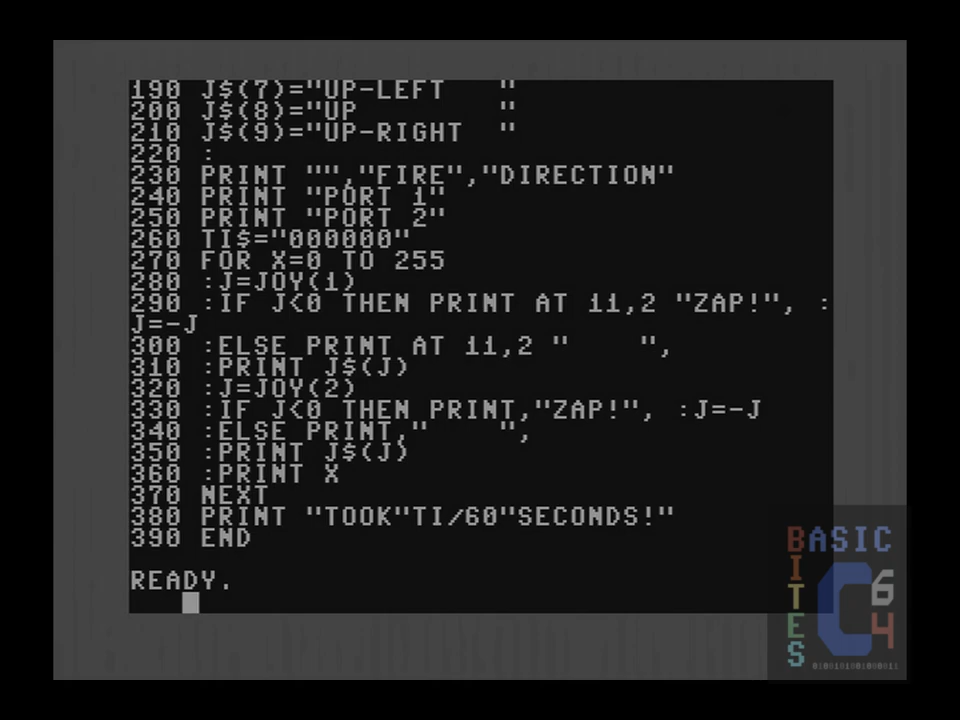 190 J$(7)="UP-LEFT   "
200 J$(8)="UP        "
210 J$(9)="UP-RIGHT  "
220 :
230 PRINT "","FIRE","DIRECTION"
240 PRINT "PORT 1"
250 PRINT "PORT 2"
260 TI$="000000"
270 FOR X=0 TO 255
280 :J=JOY(1)
290 :IF J<0 THEN PRINT AT 11,2 "ZAP!", :
J=-J
300 :ELSE PRINT AT 11,2 "    ",
310 :PRINT J$(J)
320 :J=JOY(2)
330 :IF J<0 THEN PRINT,"ZAP!", :J=-J
340 :ELSE PRINT,"    ",
350 :PRINT J$(J)
360 :PRINT X
370 NEXT
380 PRINT "TOOK"TI/60"SECONDS!"
390 END
READY.
BASIC
BITES
C64
0100101001000011